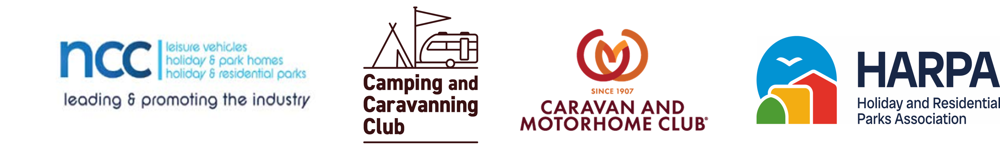 ncc
leisure vehicles
holiday & park homes
holiday & residential parks
leading & promoting the industry
Camping and
Caravanning
Club
SINCE 1907
CARAVAN AND
MOTORHOME CLUB®
HARPA
Holiday and Residential
Parks Association